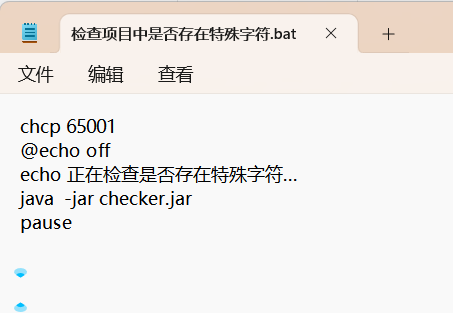 检查项目中是否存在特殊字符.bat
文件 编辑 查看
chcp 65001
@echo off
echo 正在检查是否存在特殊字符...
java  -jar checker.jar
pause